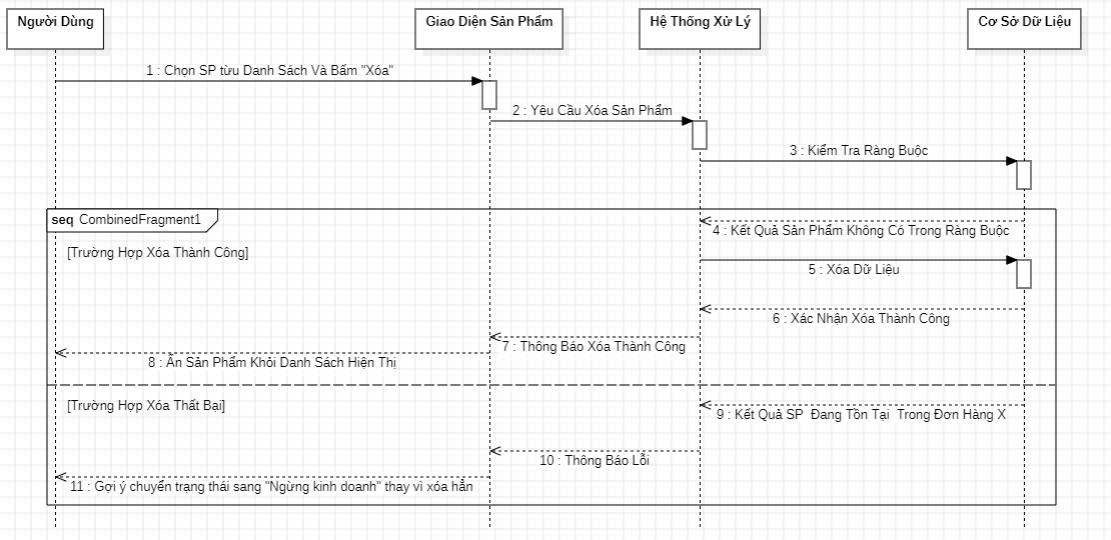 Người Dùng
Giao Diện Sản Phẩm
Hệ Thống Xử Lý
Cơ Sở Dữ Liệu
1 : Chọn SP từu Danh Sách Và Bấm "Xóa"
2 : Yêu Cầu Xóa Sản Phẩm
3 : Kiểm Tra Ràng Buộc
seq CombinedFragment1
4 : Kết Quả Sản Phẩm Không Có Trong Ràng Buộc
[Trường Hợp Xóa Thành Công]
5 : Xóa Dữ Liệu
6 : Xác Nhận Xóa Thành Công
7 : Thông Báo Xóa Thành Công
8 : Ẩn Sản Phẩm Khỏi Danh Sách Hiện Thị
[Trường Hợp Xóa Thất Bại]
9 : Kết Quả SP Đang Tồn Tại Trong Đơn Hàng X
10 : Thông Báo Lỗi
11 : Gợi ý chuyển trạng thái sang "Ngừng kinh doanh" thay vì xóa hẳn